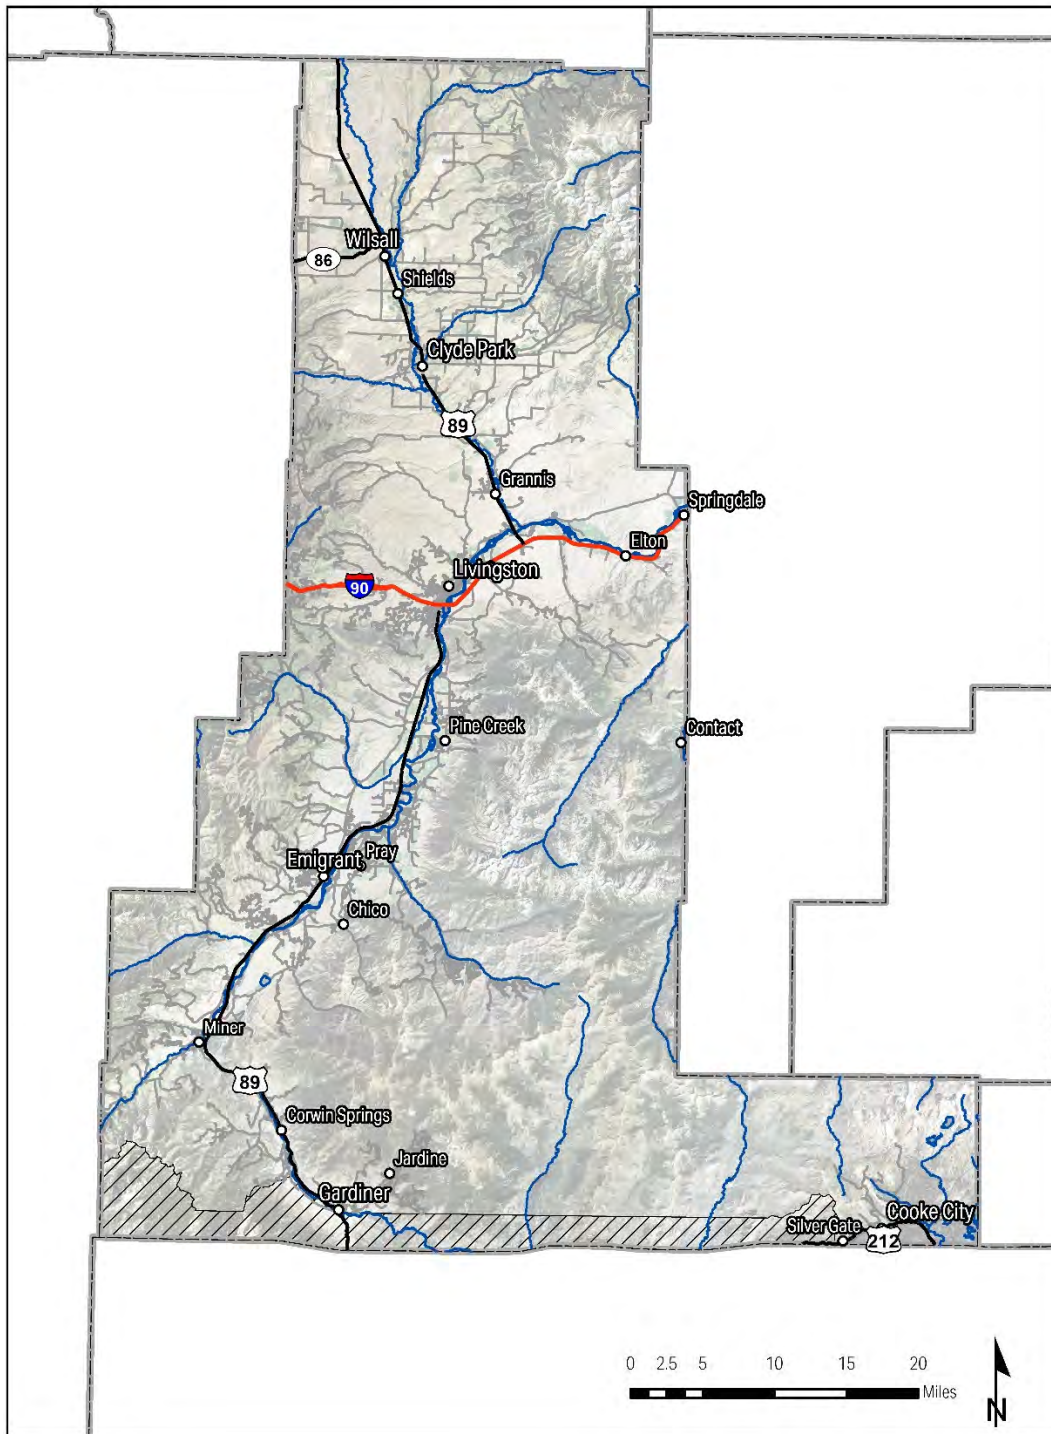 Wilsall
86
Shields
Clyde Park
89
Grannis
Springdale
Elton
Livingston
90
Pine Creek
Contact
Pray
Emigrant
Chico
Miner
89
Corwin Springs
Jardine
Gardiner
Cooke City
Silver Gate
212
0 2.5 5 10 15 20
Miles
N